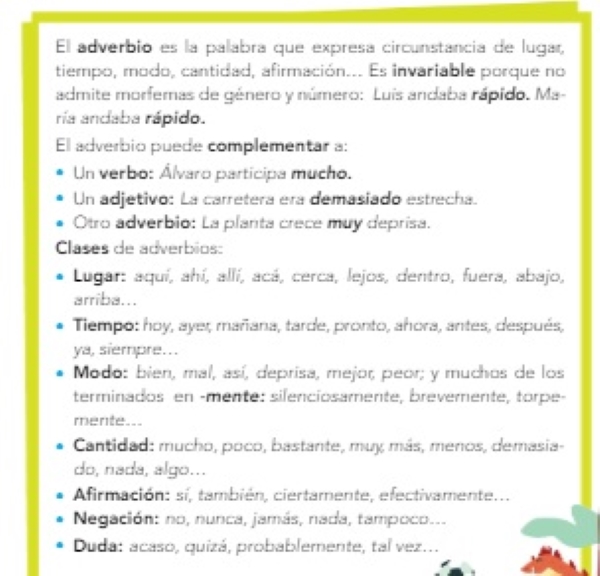 El adverbio es la palabra que expresa circunstancia de lugar,
tiempo, modo, cantidad, afirmación... Es invariable porque no
admite morfemas de género y número: Luis andaba rápido. Ma-
ría andaba rápido.
El adverbio puede complementar a:
• Un verbo: Álvaro participa mucho.
• Un adjetivo: La carretera era demasiado estrecha.
• Otro adverbio: La planta crece muy deprisa.
Clases de adverbios:
• Lugar: aquí, ahí, allí, acá, cerca, lejos, dentro, fuera, abajo,
arriba...
• Tiempo: hoy, ayer, mañana, tarde, pronto, ahora, antes, después,
ya, siempre...
• Modo: bien, mal, así, deprisa, mejor, peor; y muchos de los
terminados en -mente: silenciosamente, brevemente, torpe-
mente...
• Cantidad: mucho, poco, bastante, muy, más, menos, demasia-
do, nada, algo...
• Afirmación: sí, también, ciertamente, efectivamente...
• Negación: no, nunca, jamás, nada, tampoco...
• Duda: acaso, quizá, probablemente, tal vez...